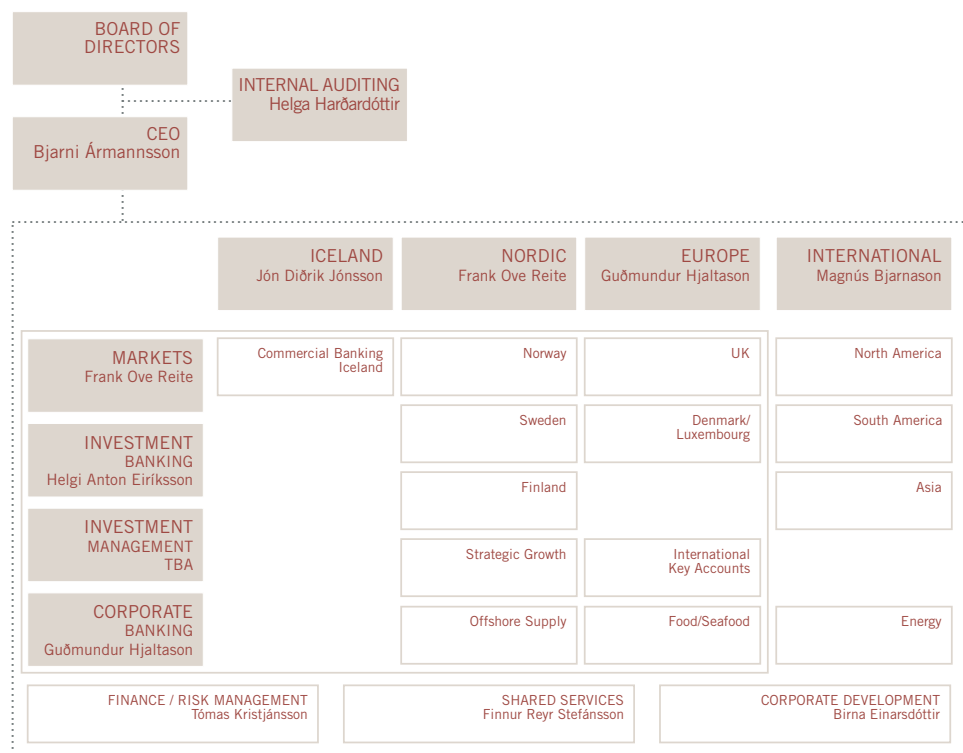 BOARD OF
DIRECTORS
INTERNAL AUDITING
Helga Harðardóttir
CEO
Bjarni Ármannsson
ICELAND
Jón Diðrik Jónsson
NORDIC
Frank Ove Reite
EUROPE
Guðmundur Hjaltason
INTERNATIONAL
Magnús Bjarnason
MARKETS
Frank Ove Reite
Commercial Banking
Iceland
Norway
UK
North America
INVESTMENT
BANKING
Helgi Anton Eiríksson
Sweden
Denmark/
Luxembourg
South America
Finland
Asia
INVESTMENT
MANAGEMENT
TBA
Strategic Growth
International
Key Accounts
CORPORATE
BANKING
Guðmundur Hjaltason
Offshore Supply
Food/Seafood
Energy
FINANCE / RISK MANAGEMENT
Tómas Kristjánsson
SHARED SERVICES
Finnur Reyr Stefánsson
CORPORATE DEVELOPMENT
Birna Einarsdóttir